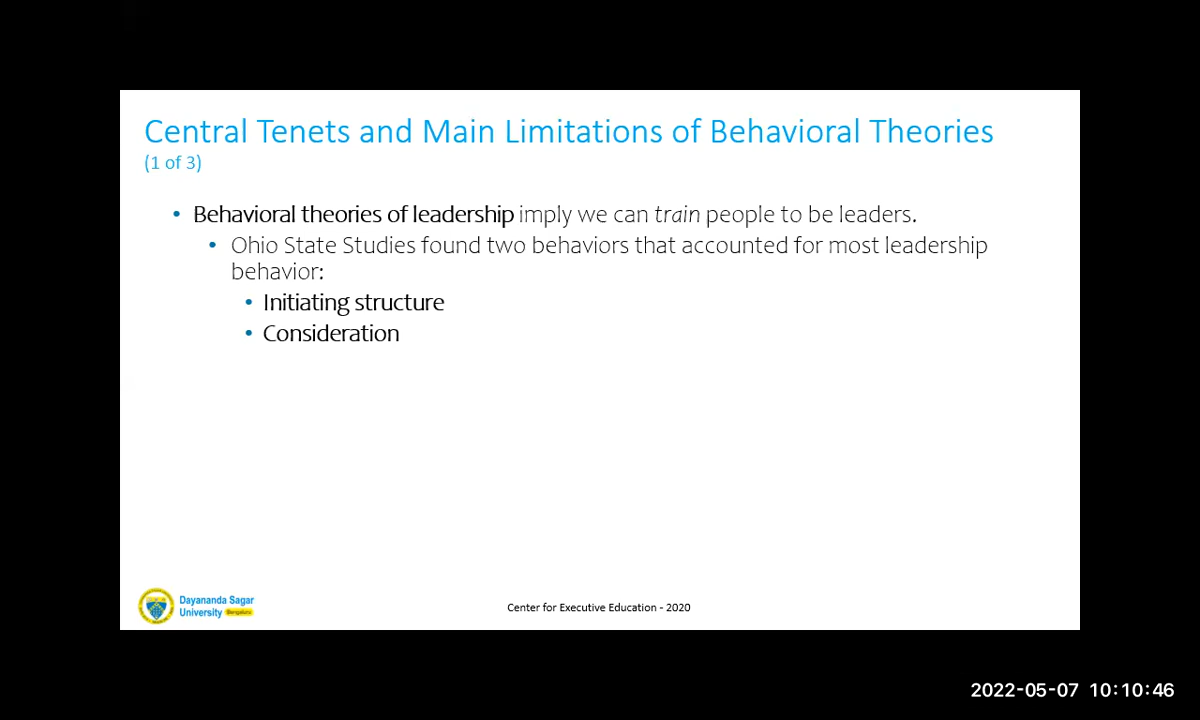 Central Tenets and Main Limitations of Behavioral Theories
(1 of 3)
• Behavioral theories of leadership imply we can train people to be leaders.
• Ohio State Studies found two behaviors that accounted for most leadership
behavior:
• Initiating structure
• Consideration
Dayananda Sagar
University Bengaluru
Center for Executive Education - 2020
2022-05-07 10:10:46